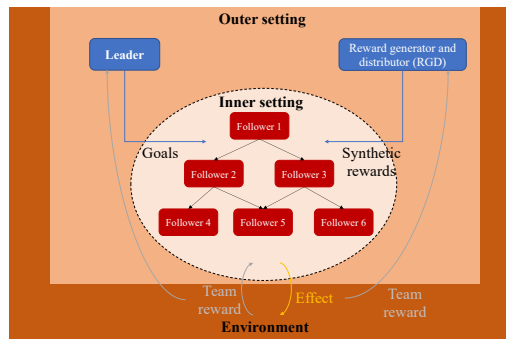 Outer setting
Leader
Reward generator and
distributor (RGD)
Inner setting
Follower 1
Goals
Synthetic
rewards
Follower 2
Follower 3
Follower 4
Follower 5
Follower 6
Team
reward
Effect
Team
reward
Environment